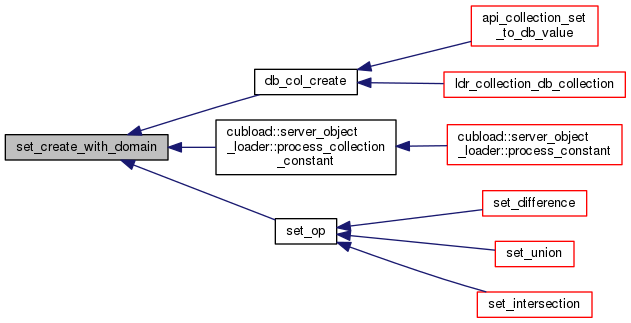 api_collection_set
_to_db_value
db_col_create
ldr_collection_db_collection
cubload::server_object
_loader::process_collection
_constant
cubload::server_object
_loader::process_constant
set_create_with_domain
set_difference
set_op
set_union
set_intersection